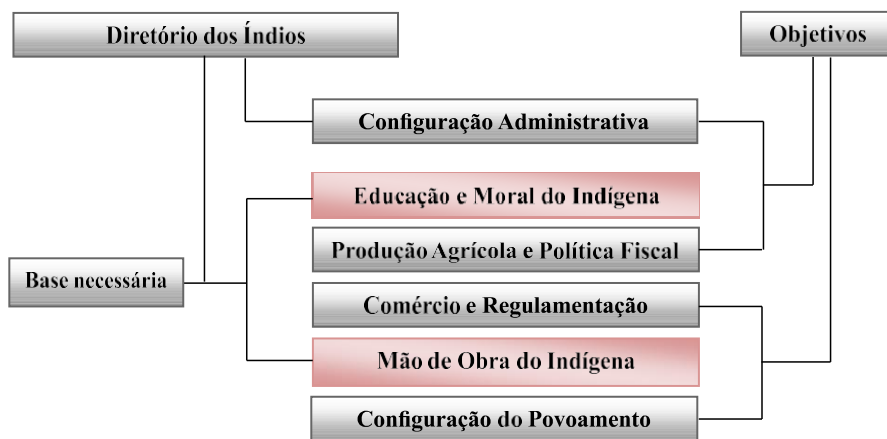 Diretório dos Índios
Objetivos
Configuração Administrativa
Educação e Moral do Indígena
Produção Agrícola e Política Fiscal
Base necessária
Comércio e Regulamentação
Mão de Obra do Indígena
Configuração do Povoamento